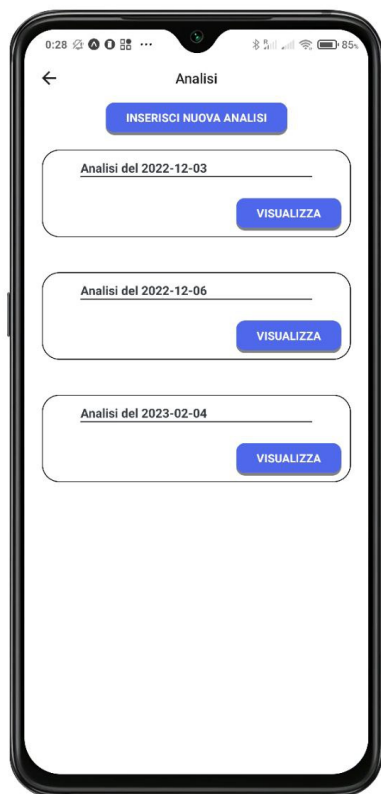 0:28 85%
Analisi
INSERISCI NUOVA ANALISI
Analisi del 2022-12-03
VISUALIZZA
Analisi del 2022-12-06
VISUALIZZA
Analisi del 2023-02-04
VISUALIZZA